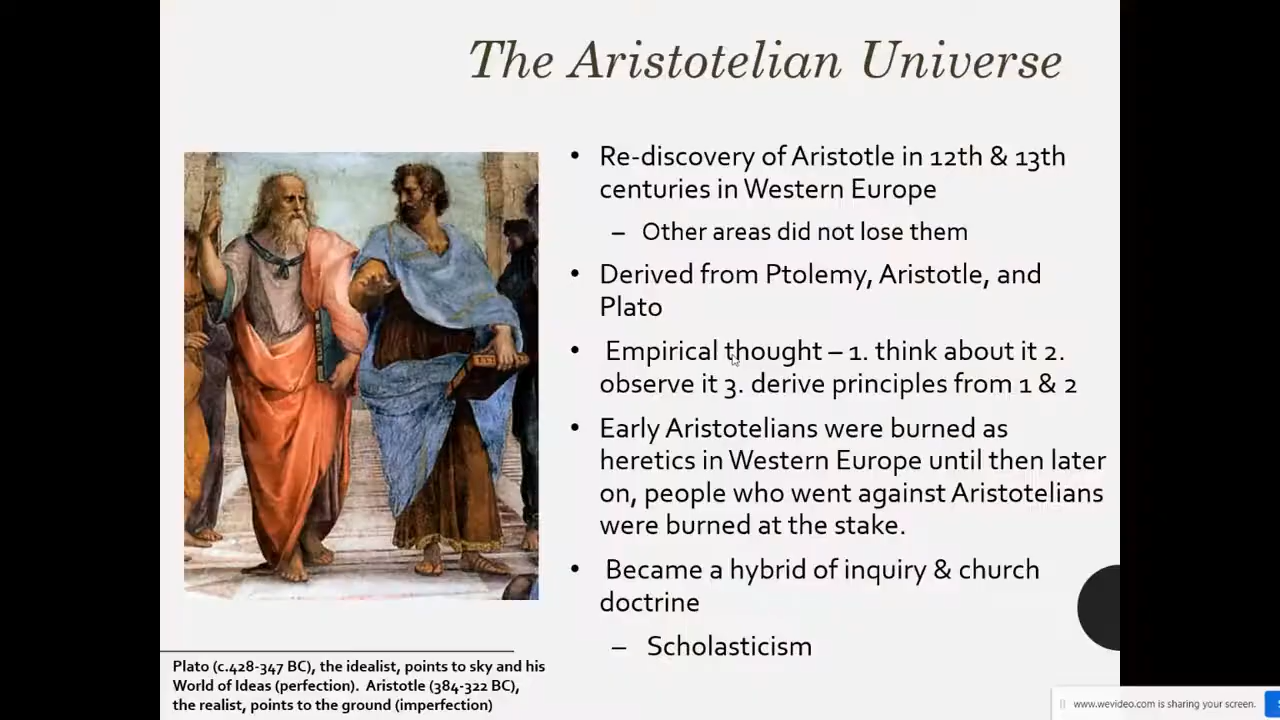 The Aristotelian Universe
• Re-discovery of Aristotle in 12th & 13th
centuries in Western Europe
– Other areas did not lose them
• Derived from Ptolemy, Aristotle, and
Plato
• Empirical thought – 1. think about it 2.
observe it 3. derive principles from 1 & 2
• Early Aristotelians were burned as
heretics in Western Europe until then later
on, people who went against Aristotelians
were burned at the stake.
• Became a hybrid of inquiry & church
doctrine
– Scholasticism
Plato (c.428-347 BC), the idealist, points to sky and his
World of Ideas (perfection). Aristotle (384-322 BC),
the realist, points to the ground (imperfection)
www.wevideo.com is sharing your screen.